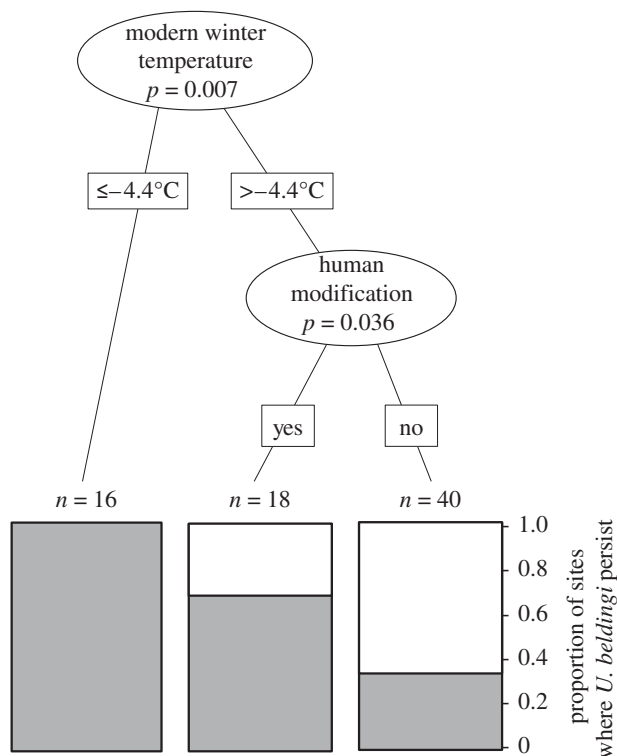 modern winter
temperature
p = 0.007
≤–4.4°C
>–4.4°C
human
modification
p = 0.036
yes
no
n = 16
n = 18
n = 40
1.0
0.8
0.6
0.4
0.2
0
proportion of sites
where U. beldingi persist